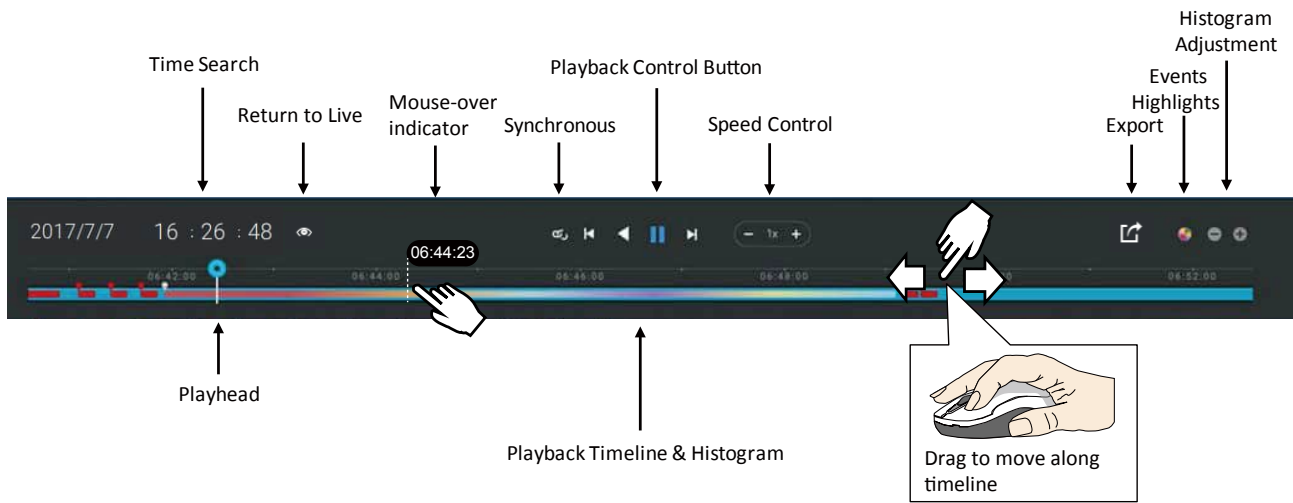 Histogram
Adjustment
Time Search
Playback Control Button
Events
Highlights
Return to Live
Mouse-over
indicator
Synchronous
Speed Control
Export
2017/7/7 16 : 26 : 48
− 1x +
06:44:23
06:42:00 06:44:00 06:46:00 06:48:00 06:52:00
Playhead
Playback Timeline & Histogram
Drag to move along
timeline